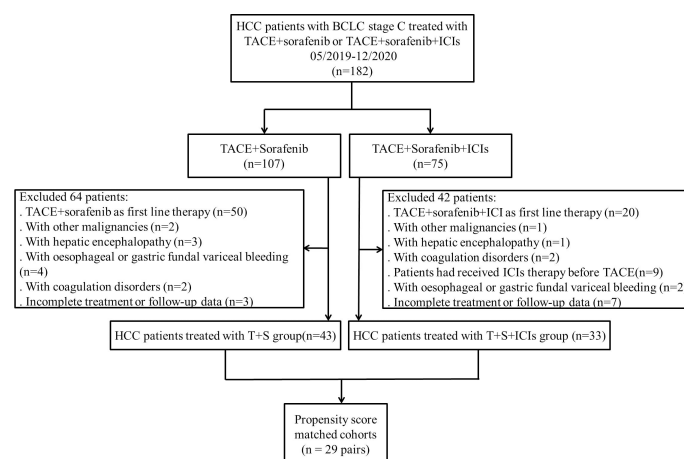 HCC patients with BCLC stage C treated with
TACE+sorafenib or TACE+sorafenib+ICIs
05/2019-12/2020
(n=182)
TACE+Sorafenib
(n=107)
TACE+Sorafenib+ICIs
(n=75)
Excluded 64 patients:
. TACE+sorafenib as first line therapy (n=50)
. With other malignancies (n=2)
. With hepatic encephalopathy (n=3)
. With oesophageal or gastric fundal variceal bleeding
(n=4)
. With coagulation disorders (n=2)
. Incomplete treatment or follow-up data (n=3)
Excluded 42 patients:
. TACE+sorafenib+ICI as first line therapy (n=20)
. With other malignancies (n=1)
. With hepatic encephalopathy (n=1)
. With coagulation disorders (n=2)
. Patients had received ICIs therapy before TACE(n=9)
. With oesophageal or gastric fundal variceal bleeding (n=2
. Incomplete treatment or follow-up data (n=7)
HCC patients treated with T+S group(n=43)
HCC patients treated with T+S+ICIs group (n=33)
Propensity score
matched cohorts
(n = 29 pairs)